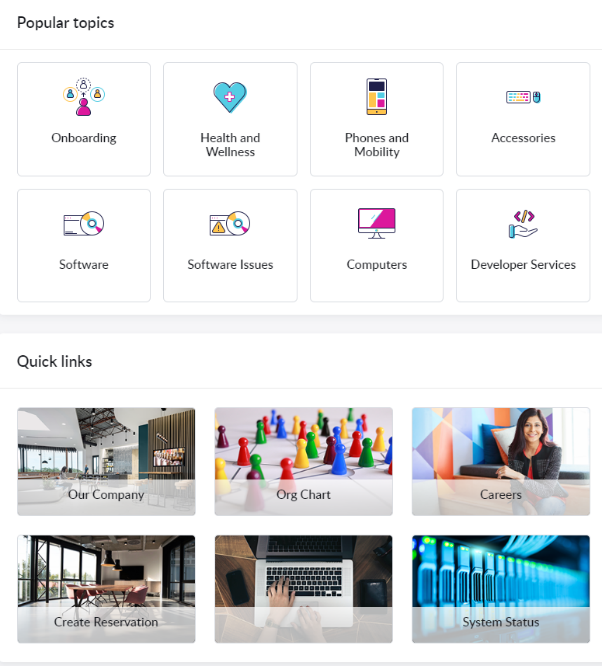 Popular topics
Onboarding
Health and
Wellness
Phones and
Mobility
Accessories
Software
Software Issues
Computers
Developer Services
Quick links
Our Company
Org Chart
Careers
Create Reservation
System Status